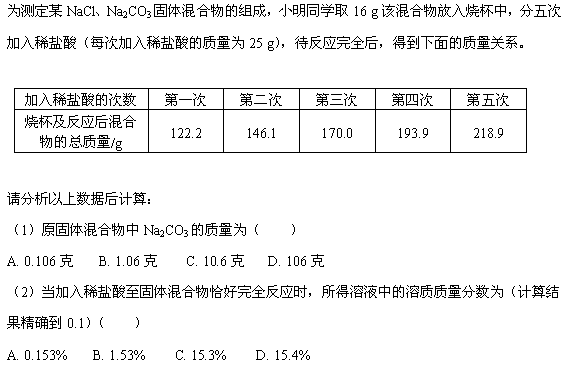 为测定某 NaCl、Na₂CO₃固体混合物的组成，小明同学取 16 g 该混合物放入烧杯中，分五次
加入稀盐酸（每次加入稀盐酸的质量为 25 g），待反应完全后，得到下面的质量关系。
加入稀盐酸的次数 第一次 第二次 第三次 第四次 第五次
烧杯及反应后混合
物的总质量/g 122.2 146.1 170.0 193.9 218.9
请分析以上数据后计算：
（1）原固体混合物中 Na₂CO₃的质量为（ ）
A. 0.106 克 B. 1.06 克 C. 10.6 克 D. 106 克
（2）当加入稀盐酸至固体混合物恰好完全反应时，所得溶液中的溶质质量分数为（计算结
果精确到 0.1）（ ）
A. 0.153% B. 1.53% C. 15.3% D. 15.4%